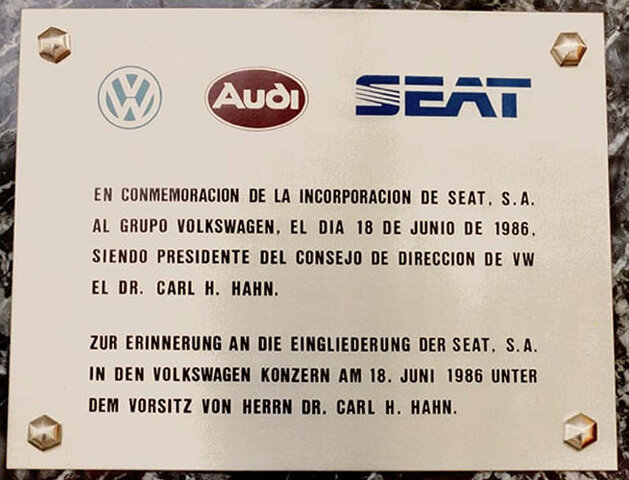 VW Audi SEAT
EN CONMEMORACION DE LA INCORPORACION DE SEAT, S.A.
AL GRUPO VOLKSWAGEN, EL DIA 18 DE JUNIO DE 1986,
SIENDO PRESIDENTE DEL CONSEJO DE DIRECCION DE VW
EL DR. CARL H. HAHN.
ZUR ERINNERUNG AN DIE EINGLIEDERUNG DER SEAT, S.A.
IN DEN VOLKSWAGEN KONZERN AM 18. JUNI 1986 UNTER
DEM VORSITZ VON HERRN DR. CARL H. HAHN.